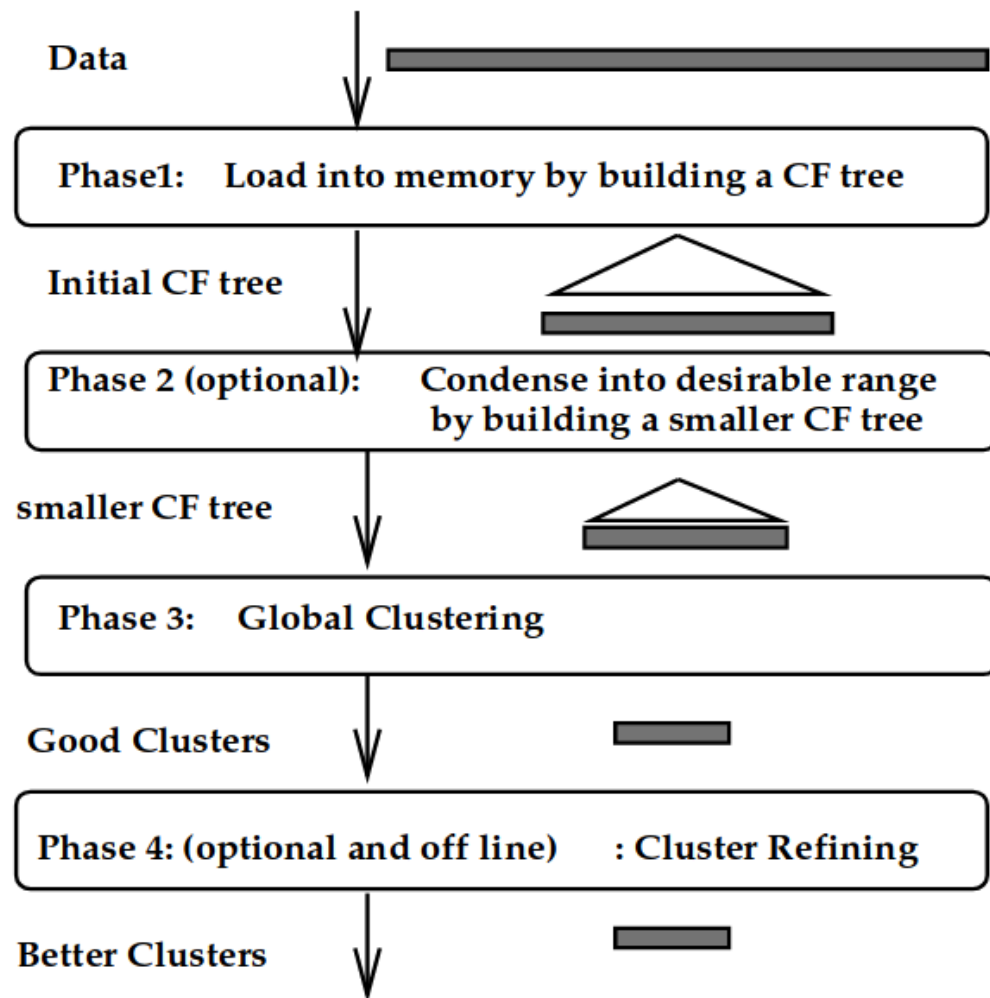 Data
Phase1: Load into memory by building a CF tree
Initial CF tree
Phase 2 (optional): Condense into desirable range
by building a smaller CF tree
smaller CF tree
Phase 3: Global Clustering
Good Clusters
Phase 4: (optional and off line) : Cluster Refining
Better Clusters